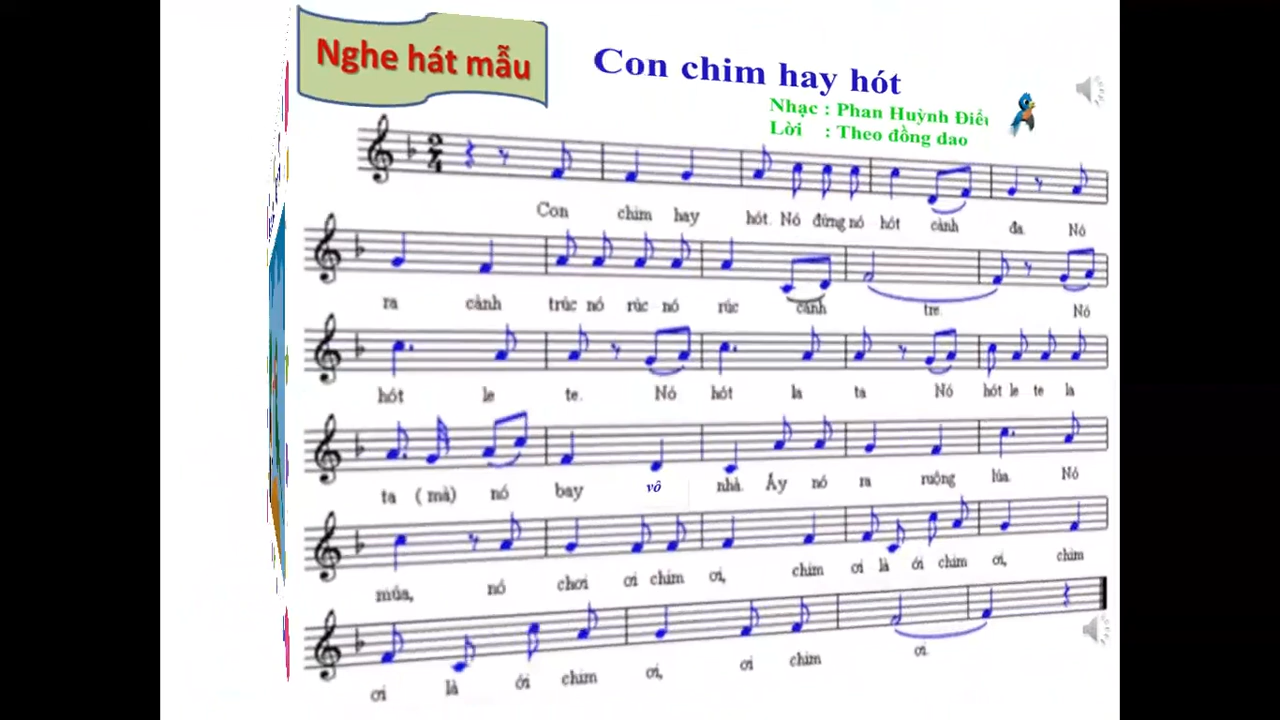 Nghe hát mẫu
Con chim hay hót
Nhạc : Phan Huỳnh Điểu
Lời : Theo đồng dao
Con chim hay hót. Nó đứng nó hót cành đa. Nó
ra cành trúc nó rúc nó rúc cành tre. Nó
hót le te. Nó hót la ta Nó hót le te la
ta ( mà ) nó bay vô nhà. Ấy nó ra ruộng lúa. Nó
múa, nó chơi ơi chim ơi, chim ơi là ơi chim ơi, chim
ơi là ới chim ơi, ơi chim ơi.